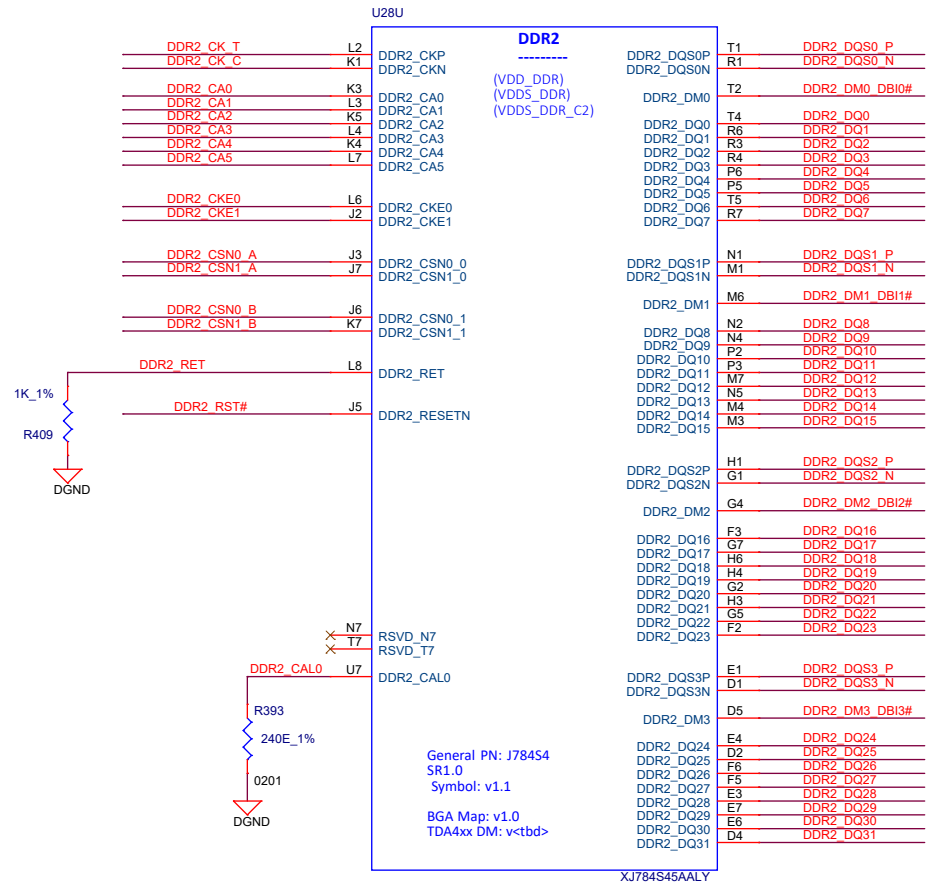 U28U
DDR2
---------
(VDD_DDR)
(VDDS_DDR)
(VDDS_DDR_C2)
DDR2_CK_T L2 DDR2_CKP
DDR2_CK_C K1 DDR2_CKN
DDR2_CA0 K3 DDR2_CA0
DDR2_CA1 L3 DDR2_CA1
DDR2_CA2 K5 DDR2_CA2
DDR2_CA3 L4 DDR2_CA3
DDR2_CA4 K4 DDR2_CA4
DDR2_CA5 L7 DDR2_CA5
DDR2_CKE0 L6 DDR2_CKE0
DDR2_CKE1 J2 DDR2_CKE1
DDR2_CSN0_A J3 DDR2_CSN0_0
DDR2_CSN1_A J7 DDR2_CSN1_0
DDR2_CSN0_B J6 DDR2_CSN0_1
DDR2_CSN1_B K7 DDR2_CSN1_1
DDR2_RET L8 DDR2_RET
1K_1%
R409
DGND
DDR2_RST# J5 DDR2_RESETN
N7 RSVD_N7
T7 RSVD_T7
DDR2_CAL0 U7 DDR2_CAL0
R393
240E_1%
0201
DGND
DDR2_DQS0P T1 DDR2_DQS0_P
DDR2_DQS0N R1 DDR2_DQS0_N
DDR2_DM0 T2 DDR2_DM0_DBI0#
DDR2_DQ0 T4 DDR2_DQ0
DDR2_DQ1 R6 DDR2_DQ1
DDR2_DQ2 R3 DDR2_DQ2
DDR2_DQ3 R4 DDR2_DQ3
DDR2_DQ4 P6 DDR2_DQ4
DDR2_DQ5 P5 DDR2_DQ5
DDR2_DQ6 T5 DDR2_DQ6
DDR2_DQ7 R7 DDR2_DQ7
DDR2_DQS1P N1 DDR2_DQS1_P
DDR2_DQS1N M1 DDR2_DQS1_N
DDR2_DM1 M6 DDR2_DM1_DBI1#
DDR2_DQ8 N2 DDR2_DQ8
DDR2_DQ9 N4 DDR2_DQ9
DDR2_DQ10 P2 DDR2_DQ10
DDR2_DQ11 P3 DDR2_DQ11
DDR2_DQ12 M7 DDR2_DQ12
DDR2_DQ13 N5 DDR2_DQ13
DDR2_DQ14 M4 DDR2_DQ14
DDR2_DQ15 M3 DDR2_DQ15
DDR2_DQS2P H1 DDR2_DQS2_P
DDR2_DQS2N G1 DDR2_DQS2_N
DDR2_DM2 G4 DDR2_DM2_DBI2#
DDR2_DQ16 F3 DDR2_DQ16
DDR2_DQ17 G7 DDR2_DQ17
DDR2_DQ18 H6 DDR2_DQ18
DDR2_DQ19 H4 DDR2_DQ19
DDR2_DQ20 G2 DDR2_DQ20
DDR2_DQ21 H3 DDR2_DQ21
DDR2_DQ22 G5 DDR2_DQ22
DDR2_DQ23 F2 DDR2_DQ23
DDR2_DQS3P E1 DDR2_DQS3_P
DDR2_DQS3N D1 DDR2_DQS3_N
DDR2_DM3 D5 DDR2_DM3_DBI3#
DDR2_DQ24 E4 DDR2_DQ24
DDR2_DQ25 D2 DDR2_DQ25
DDR2_DQ26 F6 DDR2_DQ26
DDR2_DQ27 F5 DDR2_DQ27
DDR2_DQ28 E3 DDR2_DQ28
DDR2_DQ29 E7 DDR2_DQ29
DDR2_DQ30 E6 DDR2_DQ30
DDR2_DQ31 D4 DDR2_DQ31
General PN: J784S4
SR1.0
Symbol: v1.1
BGA Map: v1.0
TDA4xx DM: v<tbd>
XJ784S45AALY